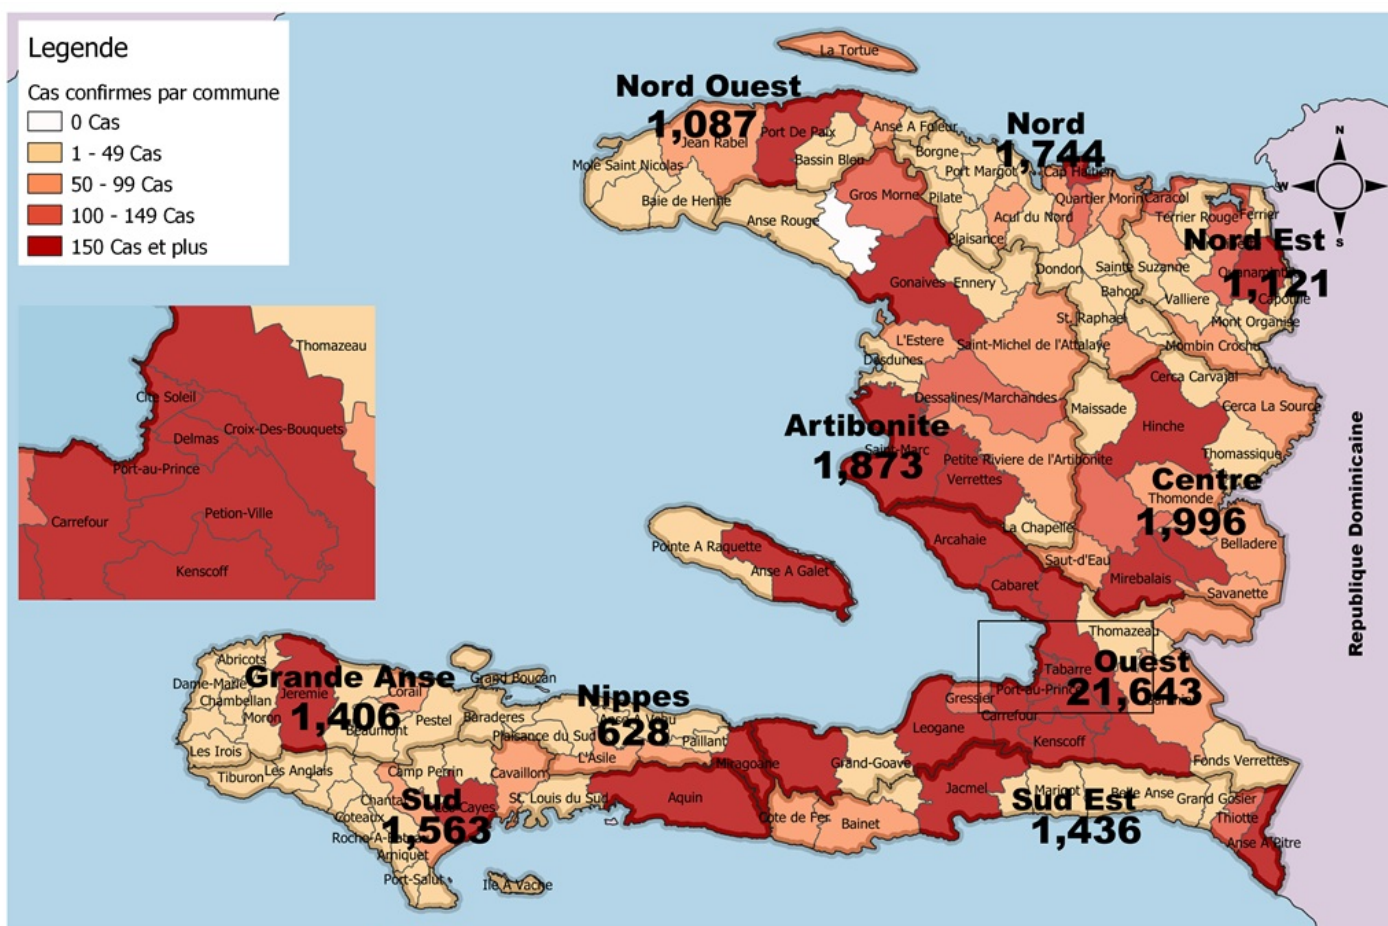 Legende
Cas confirmes par commune
0 Cas
1 - 49 Cas
50 - 99 Cas
100 - 149 Cas
150 Cas et plus
Thomazeau
Cite Soleil
Delmas
Croix-Des-Bouquets
Port-au-Prince
Carrefour
Petion-Ville
Kenscoff
La Tortue
Nord Ouest
1,087
Port De Paix
Jean Rabel
Anse A Foleur
Mole Saint Nicolas
Bassin Bleu
Baie de Henne
Anse Rouge
Nord
1,744
Borgne
Port Margot
Cap Haitien
Gros Morne
Pilate
Quartier Morin
Caracol
Acul du Nord
Terrier Rouge
Ferrier
Plaisance
N
W
S
Nord Est
1,121
Gonaives
Ennery
Dondon
Sainte Suzanne
Bahon
Valliere
Capotille
St. Raphael
Mont Organise
L'Estere
Saint-Michel de l'Attalaye
Mombin Crochu
Desdunes
Cerca Carvajal
Dessalines/Marchandes
Maissade
Cerca La Source
Artibonite
1,873
Saint-Marc
Hinche
Petite Riviere de l'Artibonite
Verrettes
Thomassique
Centre
1,996
Thomonde
La Chapelle
Arcahaie
Belladere
Pointe A Raquette
Anse A Galet
Saut-d'Eau
Cabaret
Mirebalais
Savanette
Republique Dominicaine
Thomazeau
Ouest
21,643
Tabarre
Port-au-Prince
Gressier
Carrefour
Leogane
Kenscoff
Fonds Verrettes
Abricots
Grande Anse
1,406
Dame-Marie
Jeremie
Corail
Grand Boucan
Chambellan
Moron
Beaumont
Pestel
Baraderes
Nippes
628
Plaisance du Sud
Paillant
Les Irois
L'Asile
Miragoane
Grand-Goave
Tiburon
Les Anglais
Camp Perrin
Cavaillon
Sud
1,563
St. Louis du Sud
Aquin
Jacmel
Sud Est
1,436
Marigot
Belle Anse
Grand Gosier
Coteaux
Cote de Fer
Bainet
Thiotte
Anse A Pitre
Arniquet
Port-Salut
Ile A Vache